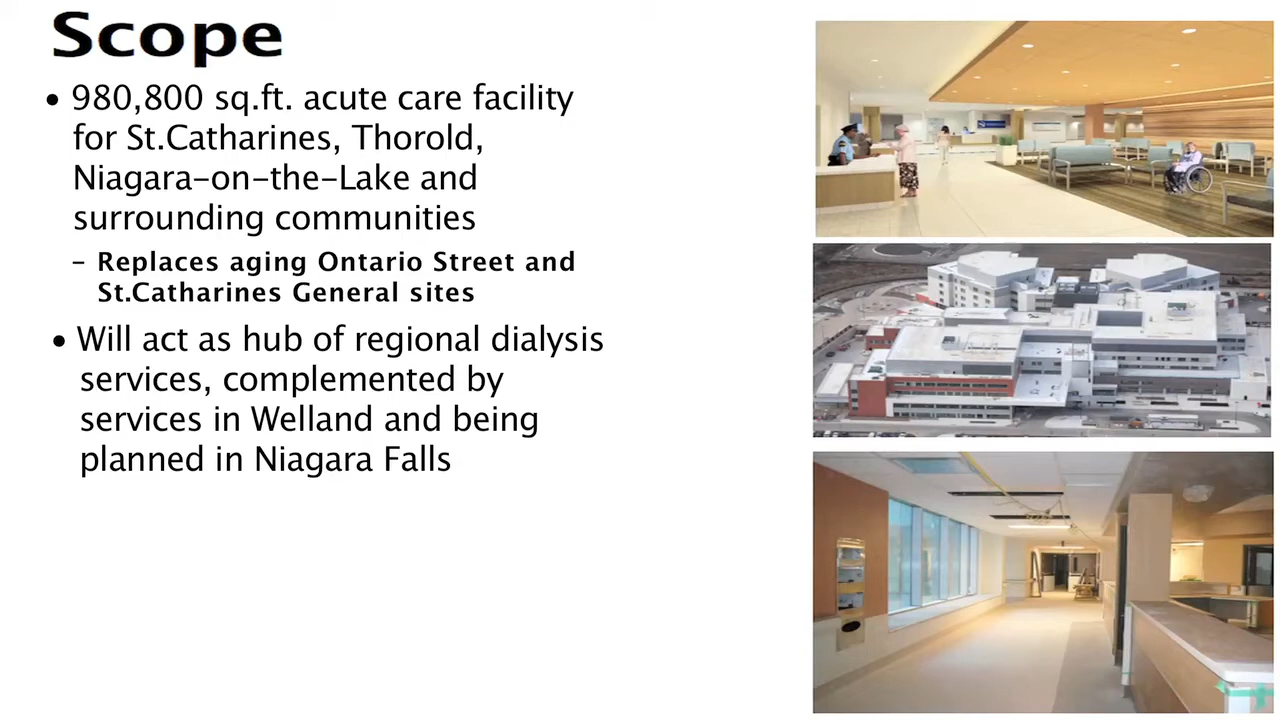 Scope
• 980,800 sq.ft. acute care facility
for St.Catharines, Thorold,
Niagara-on-the-Lake and
surrounding communities
– Replaces aging Ontario Street and
St.Catharines General sites
• Will act as hub of regional dialysis
services, complemented by
services in Welland and being
planned in Niagara Falls